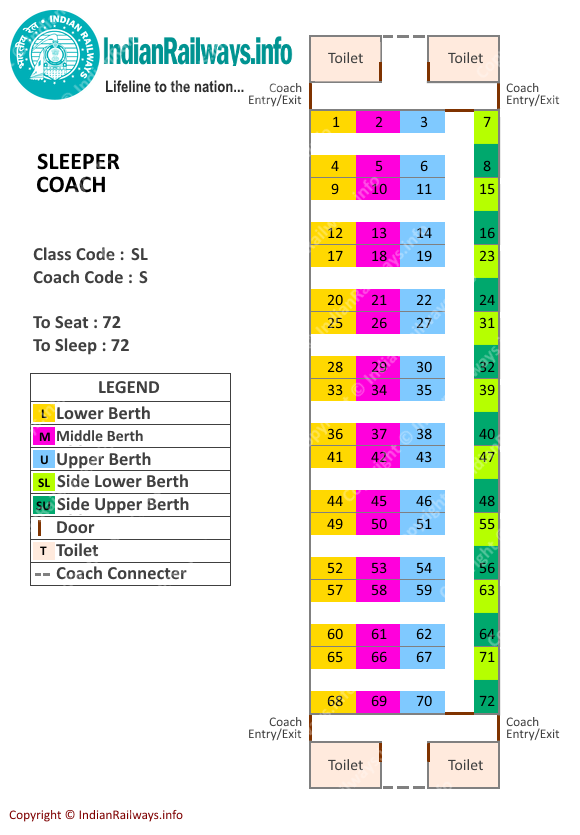 भारतीय रेल INDIAN RAILWAYS
IndianRailways.info
Lifeline to the nation...
SLEEPER
COACH
Class Code : SL
Coach Code : S
To Seat : 72
To Sleep : 72
LEGEND
L Lower Berth
M Middle Berth
U Upper Berth
SL Side Lower Berth
SU Side Upper Berth
Door
T Toilet
Coach Connecter
Toilet Toilet
Coach Coach
Entry/Exit Entry/Exit
1 2 3 7
4 5 6 8
9 10 11 15
12 13 14 16
17 18 19 23
20 21 22 24
25 26 27 31
28 29 30 32
33 34 35 39
36 37 38 40
41 42 43 47
44 45 46 48
49 50 51 55
52 53 54 56
57 58 59 63
60 61 62 64
65 66 67 71
68 69 70 72
Coach Coach
Entry/Exit Entry/Exit
Toilet Toilet
Copyright © IndianRailways.info